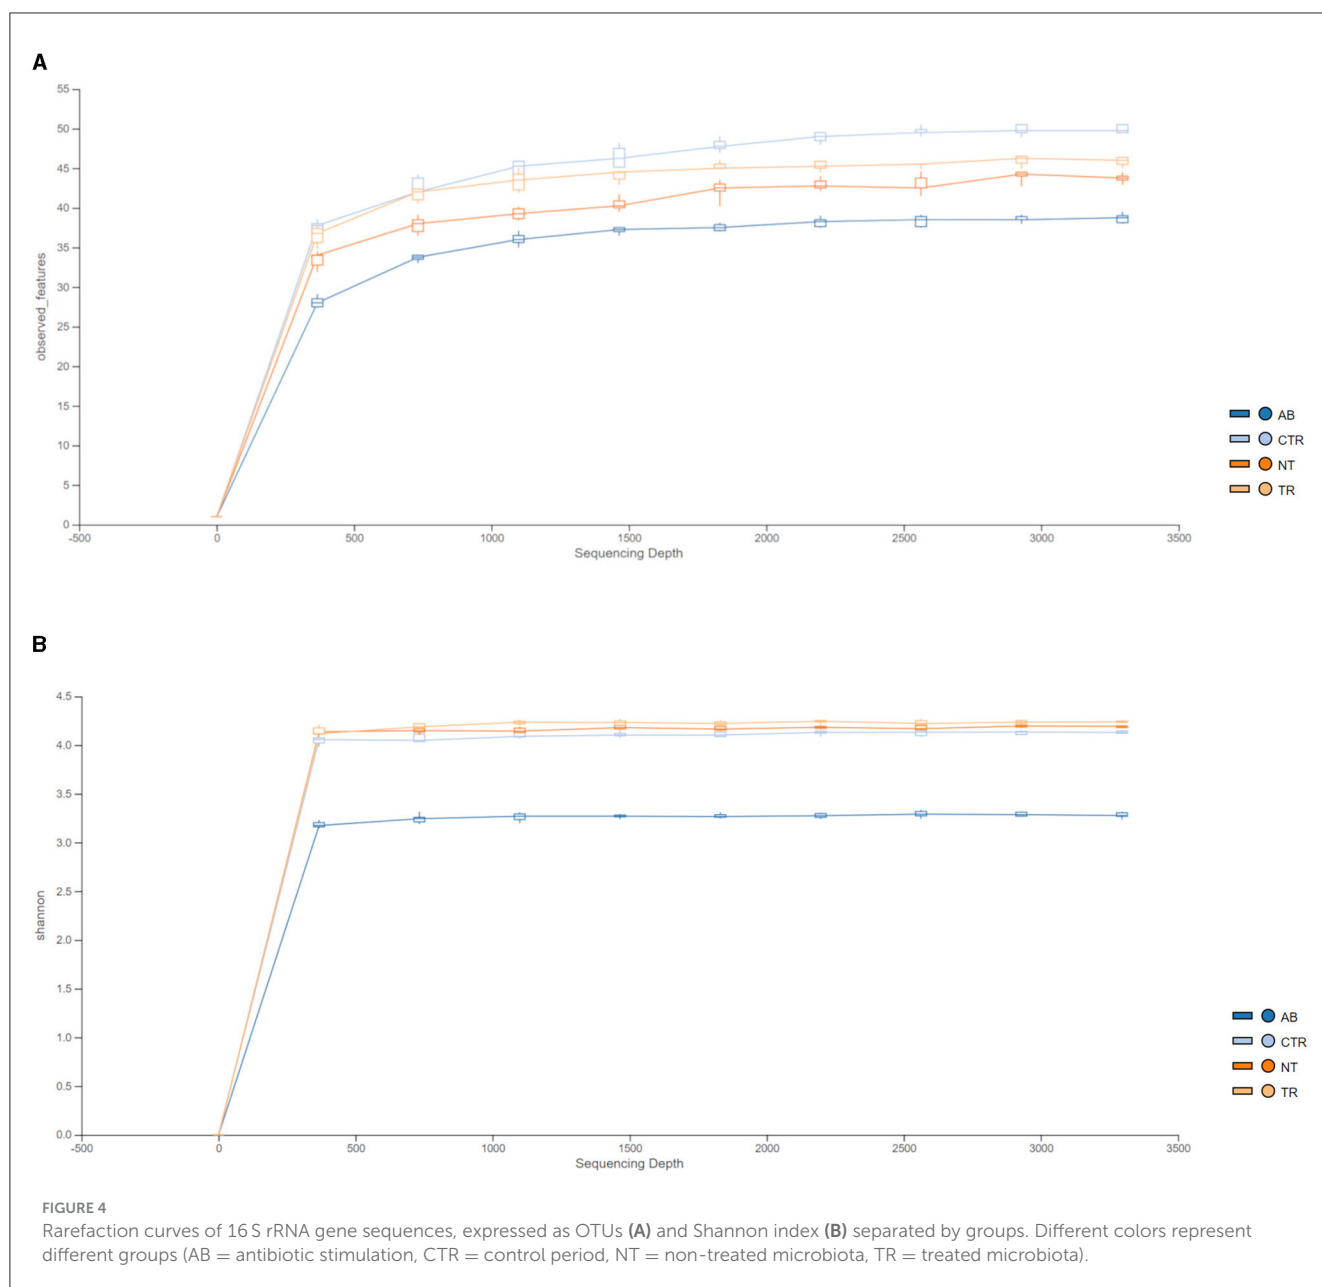 A
55
50
45
40
35
30
25
20
15
10
5
0
observed_features
-500 0 500 1000 1500 2000 2500 3000 3500
Sequencing Depth
AB
CTR
NT
TR
B
4.5
4.0
3.5
3.0
2.5
2.0
1.5
1.0
0.5
0.0
shannon
-500 0 500 1000 1500 2000 2500 3000 3500
Sequencing Depth
AB
CTR
NT
TR
FIGURE 4
Rarefaction curves of 16 S rRNA gene sequences, expressed as OTUs (A) and Shannon index (B) separated by groups. Different colors represent
different groups (AB = antibiotic stimulation, CTR = control period, NT = non-treated microbiota, TR = treated microbiota).